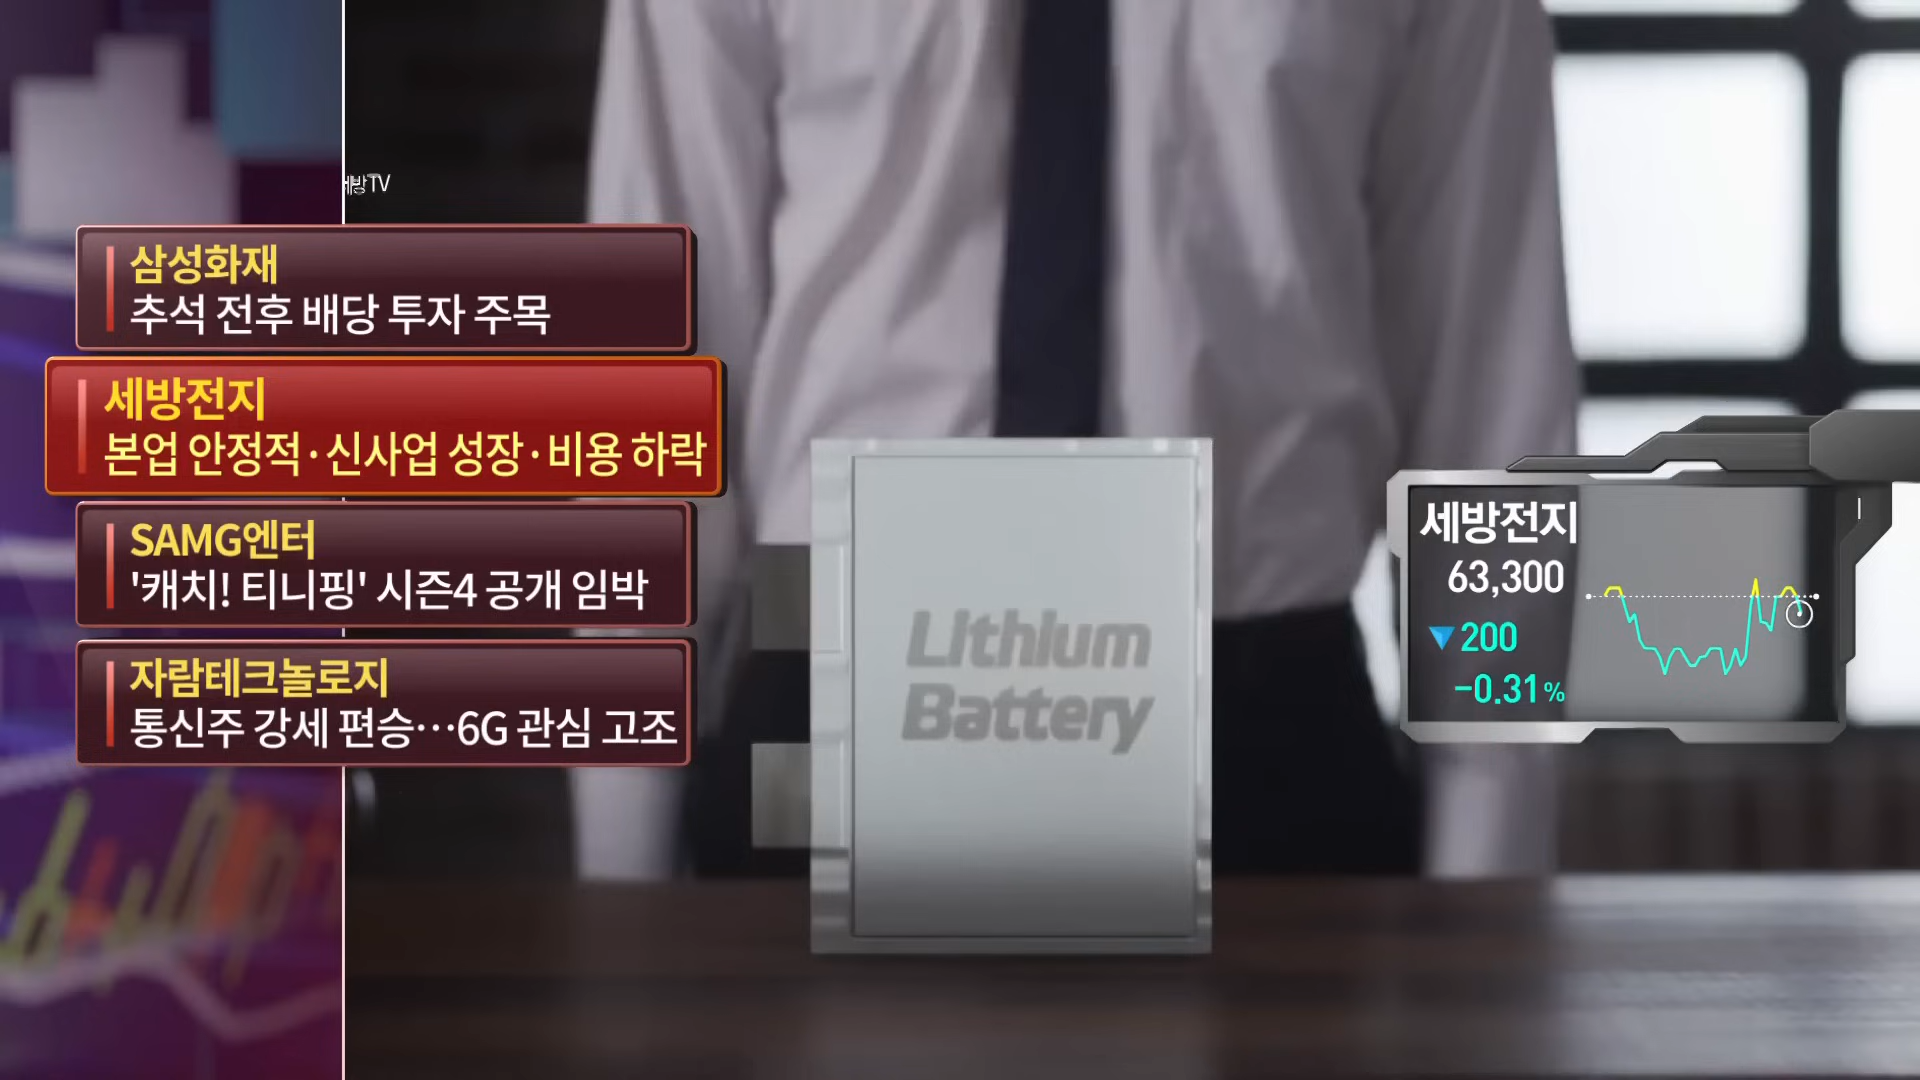 세방TV
삼성화재
추석 전후 배당 투자 주목
세방전지
본업 안정적·신사업 성장·비용 하락
SAMG엔터
'캐치! 티니핑' 시즌4 공개 임박
자람테크놀로지
통신주 강세 편승…6G 관심 고조
Lithium
Battery
세방전지
63,300
▼200
-0.31%